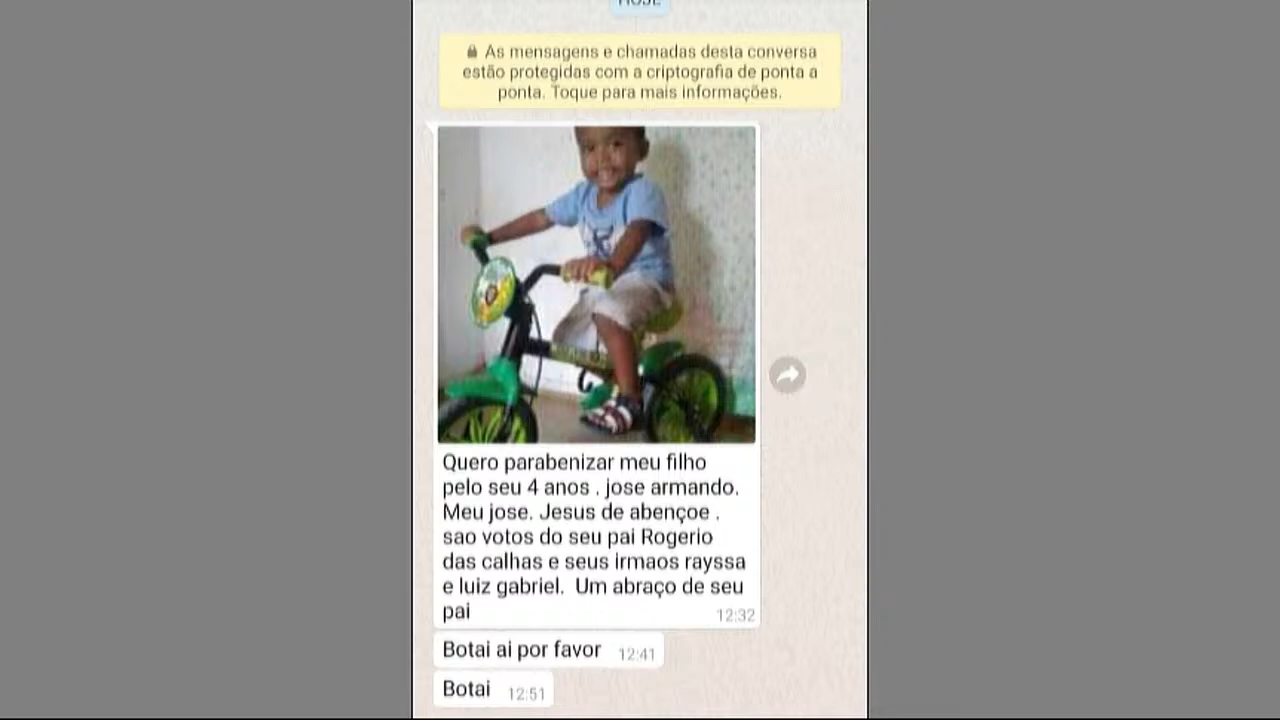 HOJE
As mensagens e chamadas desta conversa
estão protegidas com a criptografia de ponta a
ponta. Toque para mais informações.
Quero parabenizar meu filho
pelo seu 4 anos . jose armando.
Meu jose. Jesus de abençoe .
sao votos do seu pai Rogerio
das calhas e seus irmaos rayssa
e luiz gabriel. Um abraço de seu
pai
12:32
Botai ai por favor 12:41
Botai 12:51